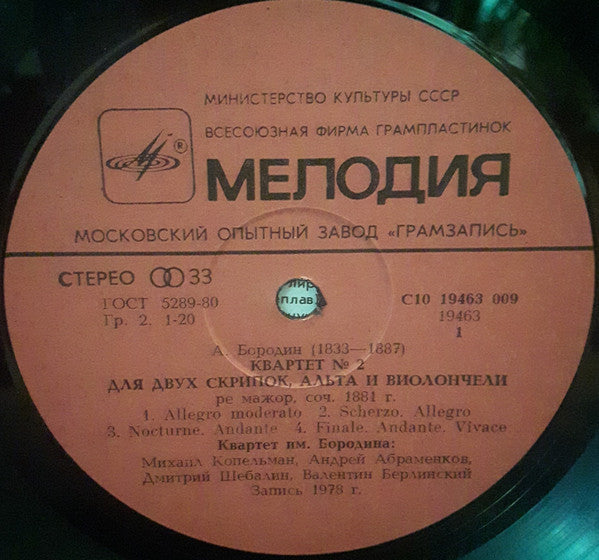 МИНИСТЕРСТВО КУЛЬТУРЫ СССР
ВСЕСОЮЗНАЯ ФИРМА ГРАМПЛАСТИНОК
®
МЕЛОДИЯ
МОСКОВСКИЙ ОПЫТНЫЙ ЗАВОД «ГРАМЗАПИСЬ»
СТЕРЕО 33
ГОСТ 5289-80
Гр. 2. 1-20
С10 19463 009
19463
1
плав
А. Бородин (1833—1887)
КВАРТЕТ № 2
ДЛЯ ДВУХ СКРИПОК, АЛЬТА И ВИОЛОНЧЕЛИ
ре мажор, соч. 1881 г.
1. Allegro moderato 2. Scherzo. Allegro
3. Nocturne. Andante 4. Finale. Andante. Vivace
Квартет им. Бородина:
Михаил Копельман, Андрей Абраменков,
Дмитрий Шебалин, Валентин Берлинский
Запись 1978 г.